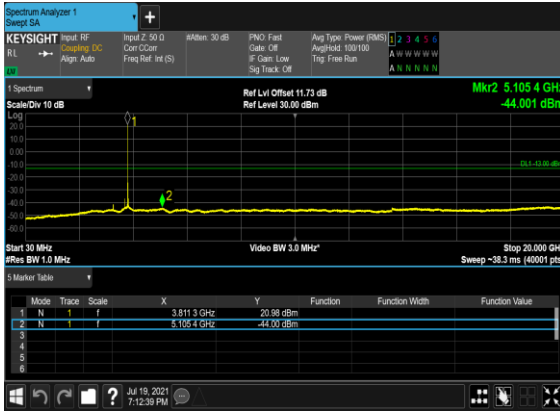 Spectrum Analyzer 1
Swept SA
+
KEYSIGHT Input: RF Input Z: 50 Ω #Atten: 30 dB PNO: Fast Avg Type: Power (RMS) 1 2 3 4 5 6
RL Coupling: DC Corr CCorr Gate: Off Avg|Hold: 100/100 A W W W W W
Align: Auto Freq Ref: Int (S) IF Gain: Low Trig: Free Run
Sig Track: Off A N N N N N
1 Spectrum
Ref Lvl Offset 11.73 dB Mkr2 5.105 4 GHz
Scale/Div 10 dB Ref Level 30.00 dBm -44.001 dBm
Log
20.0
10.0
0.00
-10.0
-20.0
-30.0
-40.0
-50.0
-60.0
1
DL1 -13.00 dBm
2
Start 30 MHz Video BW 3.0 MHz* Stop 20.000 GH
#Res BW 1.0 MHz Sweep ~38.3 ms (40001 pts
5 Marker Table
Mode Trace Scale X Y Function Function Width Function Value
1 N 1 f 3.811 3 GHz 20.98 dBm
2 N 1 f 5.105 4 GHz -44.00 dBm
3
4
5
6
? Jul 19, 2021
7:12:39 PM